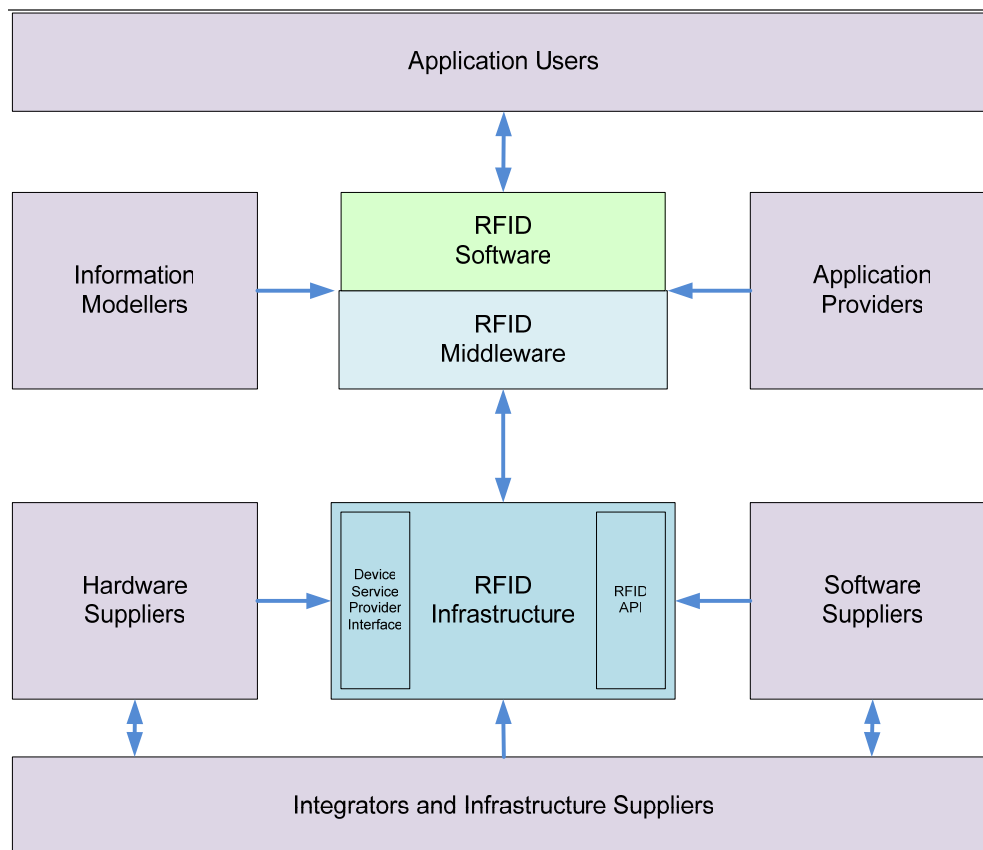 Application Users
RFID
Software
Information
Modellers
Application
Providers
RFID
Middleware
Hardware
Suppliers
Device
Service
Provider
Interface
RFID
Infrastructure
RFID
API
Software
Suppliers
Integrators and Infrastructure Suppliers